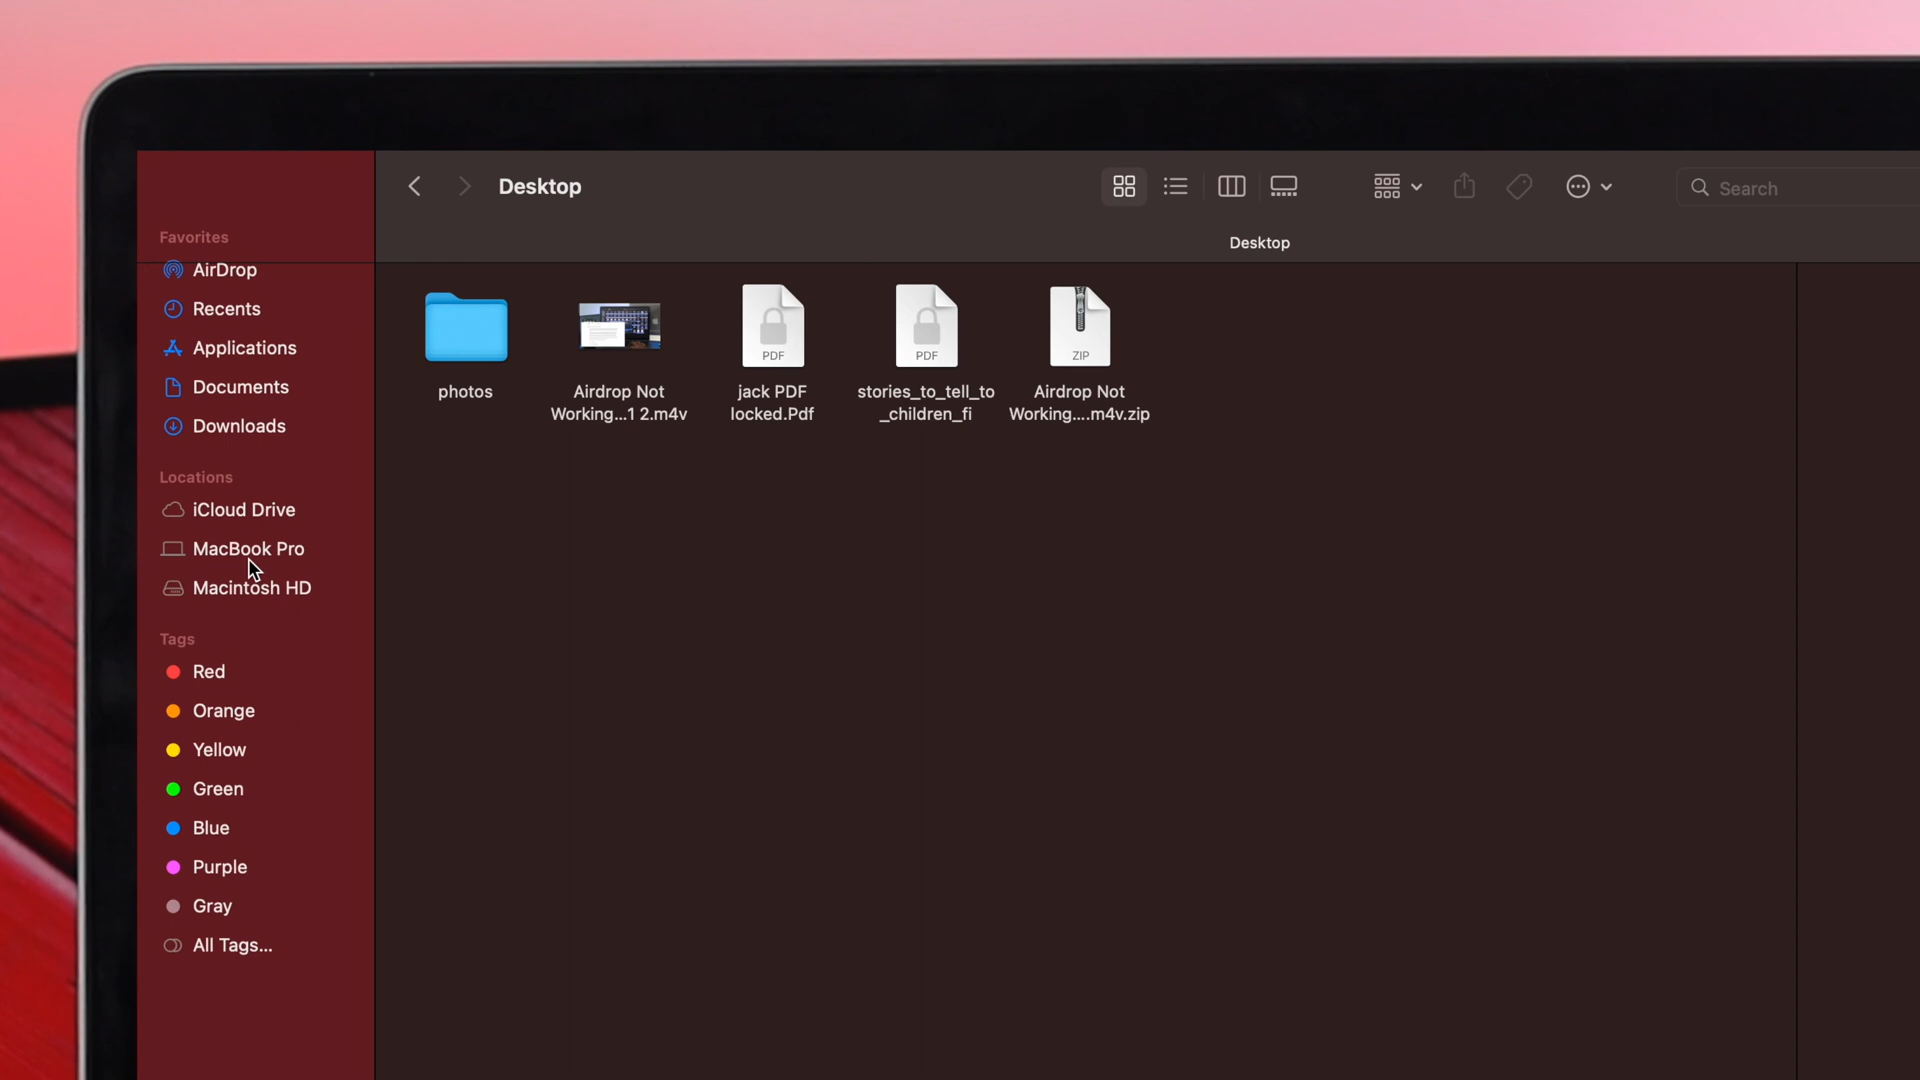 Desktop
Search
Desktop
Favorites
AirDrop
Recents
Applications
Documents
Downloads
Locations
iCloud Drive
MacBook Pro
Macintosh HD
Tags
Red
Orange
Yellow
Green
Blue
Purple
Gray
All Tags...
photos
Airdrop Not
Working...1 2.m4v
PDF
jack PDF
locked.Pdf
PDF
stories_to_tell_to
_children_fi
ZIP
Airdrop Not
Working....m4v.zip